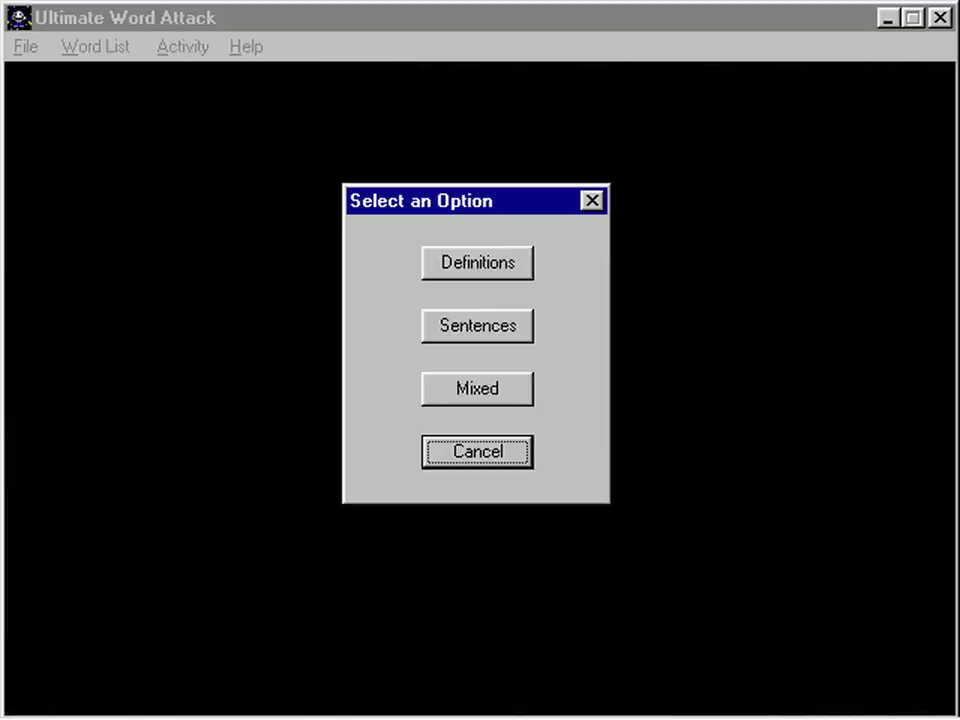 Ultimate Word Attack
File Word List Activity Help
Select an Option
Definitions
Sentences
Mixed
Cancel